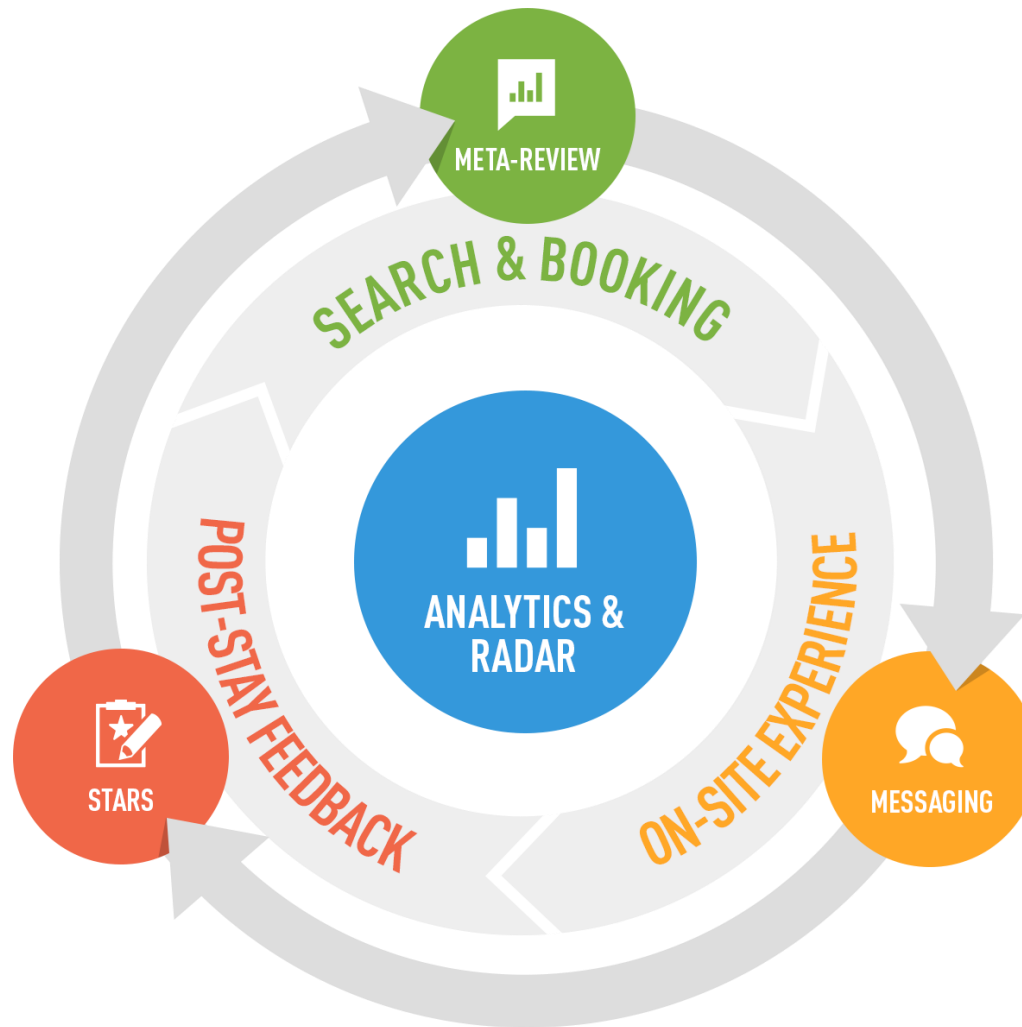 META-REVIEW
SEARCH & BOOKING
ANALYTICS &
RADAR
ON-SITE EXPERIENCE
MESSAGING
POST-STAY FEEDBACK
STARS